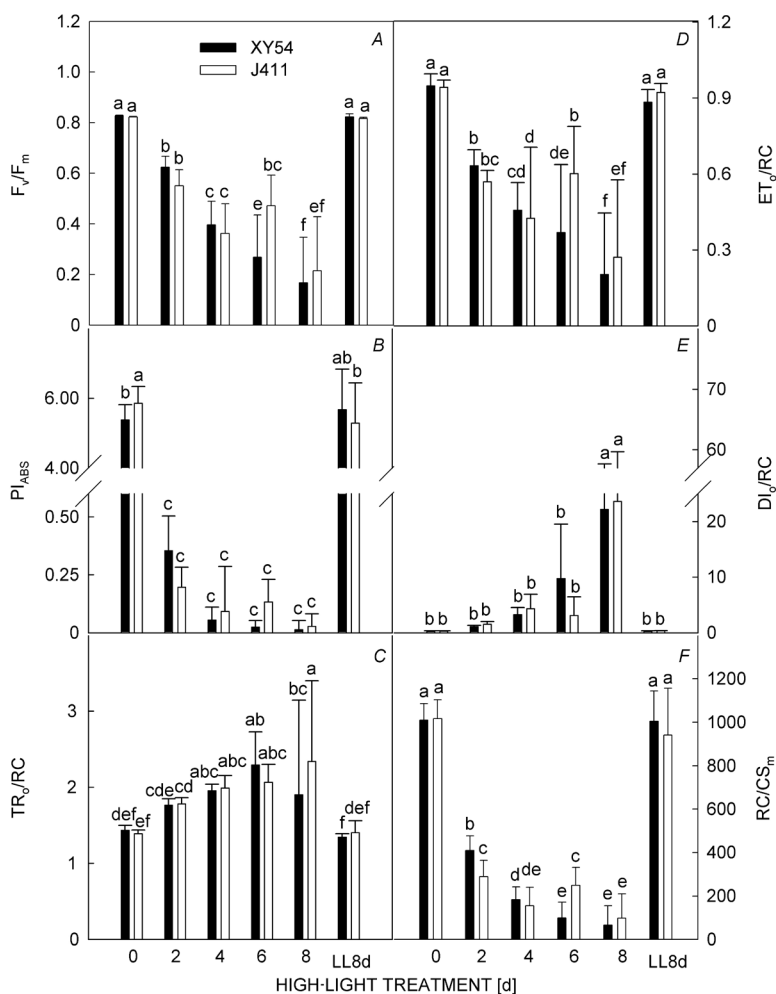 1.2 A D 1.2
XY54
J411
1.0
a a a a a a a a
0.9
0.8
b b b bc d de b
0.6 0.6
Fv/Fm ETo/RC
c c bc cd
0.4
e f ef f ef
0.3
0.2
0 0
B E
ab b
b a
6.00 70
4.00 60
a a
PIABS DIo/RC
c
0.50 20
c c c b
0.25 10
c c b b b
b b b b b b
0 0
C F
a
a a a a
1200
3 bc
ab 1000
abc abc abc
800
TRo/RC RC/CSm
2 cde cd
600
def ef f def b
c c
400
1
d de e e e
200
0 0
0 2 4 6 8 LL8d 0 2 4 6 8 LL8d
HIGH-LIGHT TREATMENT [d]